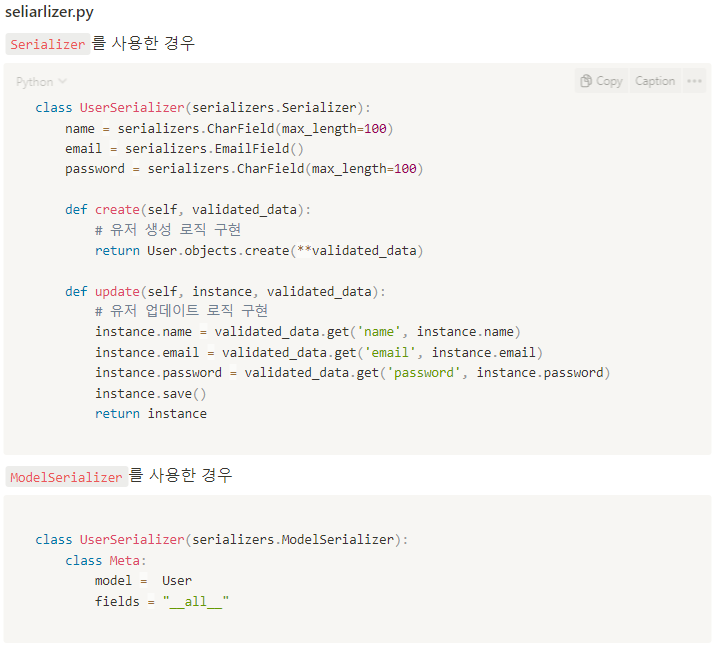 seliarlizer.py
Serializer 를 사용한 경우
Python
Copy Caption •••
class UserSerializer(serializers.Serializer):
    name = serializers.CharField(max_length=100)
    email = serializers.EmailField()
    password = serializers.CharField(max_length=100)
    def create(self, validated_data):
        # 유저 생성 로직 구현
        return User.objects.create(**validated_data)
    def update(self, instance, validated_data):
        # 유저 업데이트 로직 구현
        instance.name = validated_data.get('name', instance.name)
        instance.email = validated_data.get('email', instance.email)
        instance.password = validated_data.get('password', instance.password)
        instance.save()
        return instance
ModelSerializer 를 사용한 경우
class UserSerializer(serializers.ModelSerializer):
    class Meta:
        model =  User
        fields = "__all__"